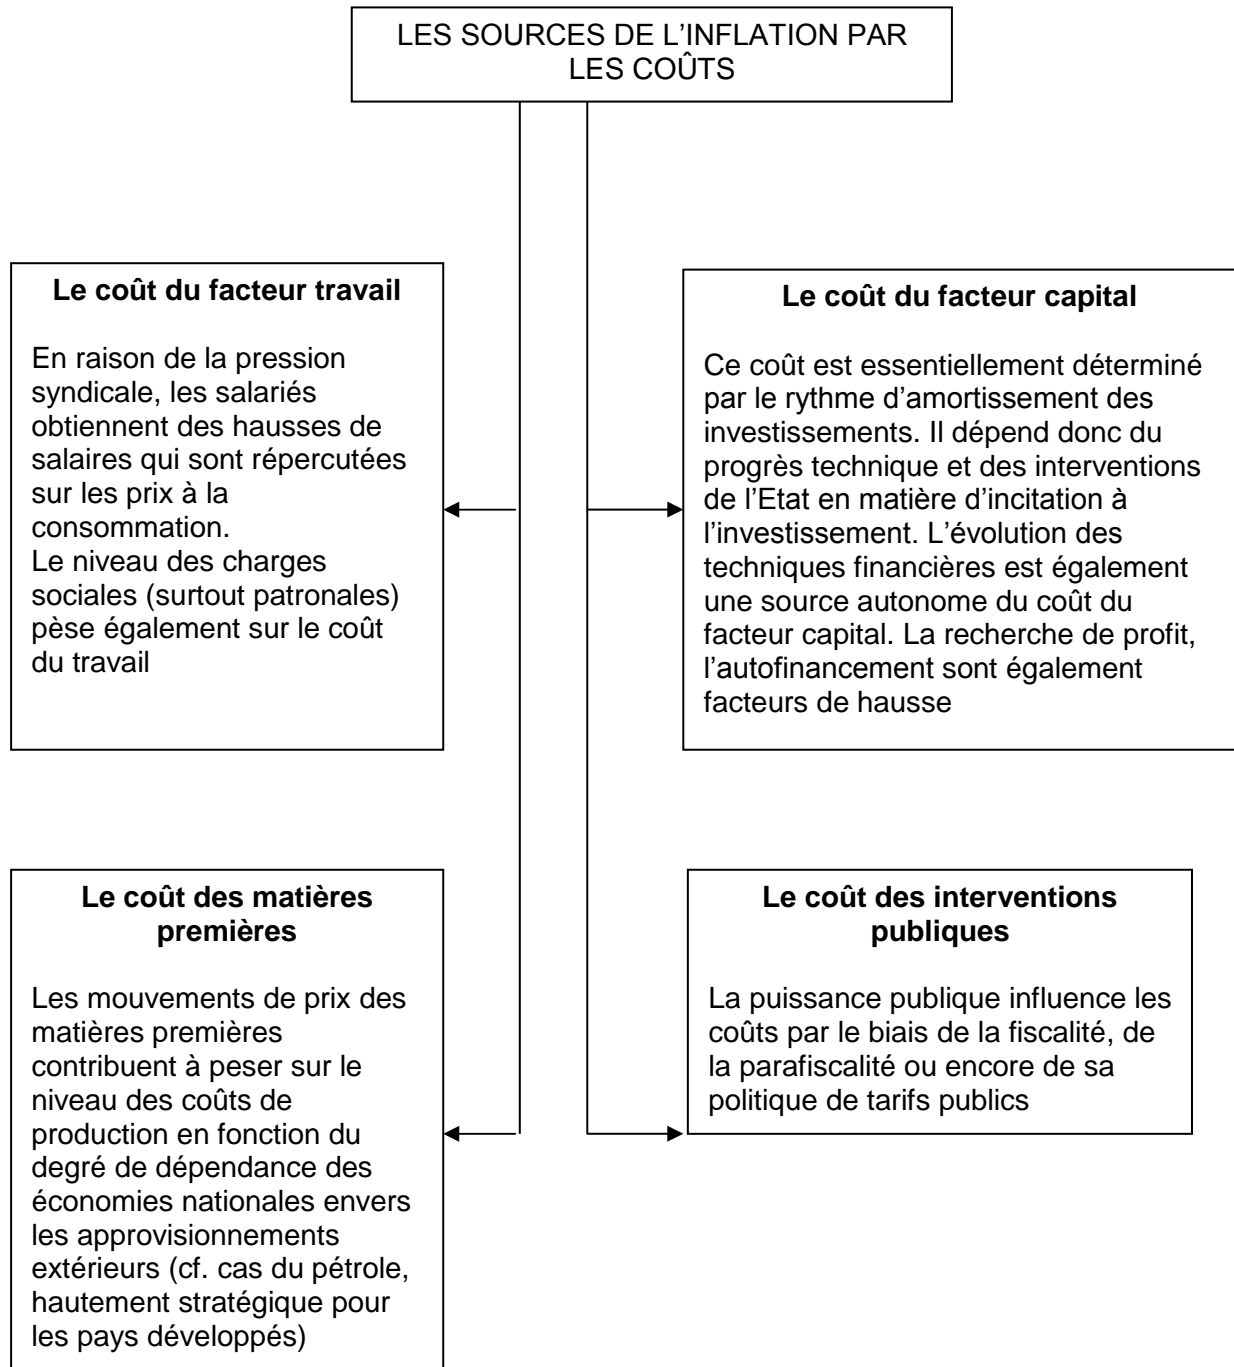 LES SOURCES DE L’INFLATION PAR
LES COÛTS
Le coût du facteur travail
En raison de la pression
syndicale, les salariés
obtiennent des hausses de
salaires qui sont répercutées
sur les prix à la
consommation.
Le niveau des charges
sociales (surtout patronales)
pèse également sur le coût
du travail
Le coût du facteur capital
Ce coût est essentiellement déterminé
par le rythme d’amortissement des
investissements. Il dépend donc du
progrès technique et des interventions
de l’Etat en matière d’incitation à
l’investissement. L’évolution des
techniques financières est également
une source autonome du coût du
facteur capital. La recherche de profit,
l’autofinancement sont également
facteurs de hausse
Le coût des matières
premières
Les mouvements de prix des
matières premières
contribuent à peser sur le
niveau des coûts de
production en fonction du
degré de dépendance des
économies nationales envers
les approvisionnements
extérieurs (cf. cas du pétrole,
hautement stratégique pour
les pays développés)
Le coût des interventions
publiques
La puissance publique influence les
coûts par le biais de la fiscalité, de
la parafiscalité ou encore de sa
politique de tarifs publics